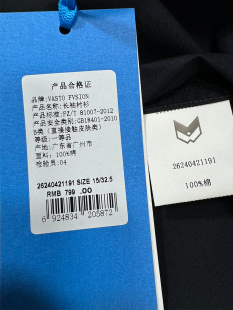 产品合格证
品牌:VASTO FVSION
产品名称:长袖衬衫
产品标准:FZ/T 81007-2012
产品安全类别:GB18401-2010
B类(直接接触皮肤类)
等级:一等品
产地:广东省广州市
面料:100%棉
检验员:04
26240421191 SIZE 15/32.5
RMB 799 .00
6 924834 205872
26240421191
100%棉